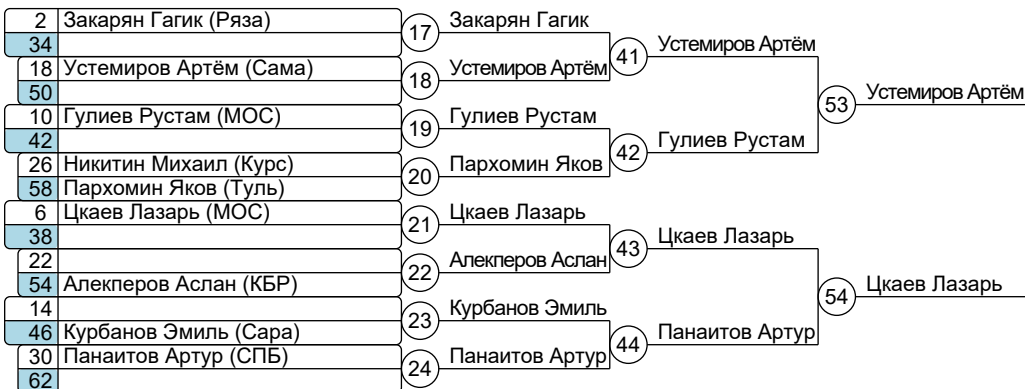 2 Закарян Гагик (Ряза)
34
18 Устемиров Артём (Сама)
50
10 Гулиев Рустам (МОС)
42
26 Никитин Михаил (Курс)
58 Пархомин Яков (Туль)
6 Цкаев Лазарь (МОС)
38
22
54 Алекперов Аслан (КБР)
14
46 Курбанов Эмиль (Сара)
30 Панаитов Артур (СПБ)
62
17 Закарян Гагик
18 Устемиров Артём
19 Гулиев Рустам
20 Пархомин Яков
21 Цкаев Лазарь
22 Алекперов Аслан
23 Курбанов Эмиль
24 Панаитов Артур
41 Устемиров Артём
42 Гулиев Рустам
43 Цкаев Лазарь
44 Панаитов Артур
53 Устемиров Артём
54 Цкаев Лазарь